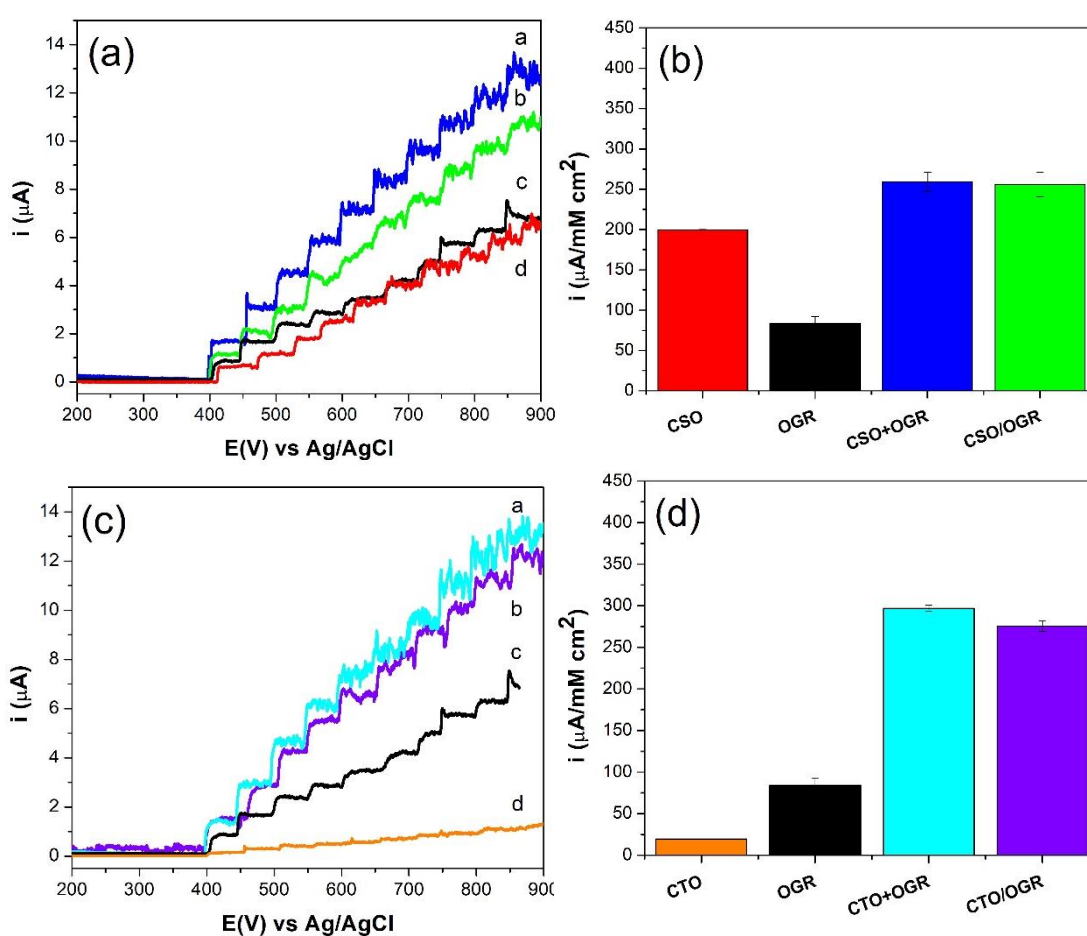 (a)
a
b
c
d
14
12
10
8
6
4
2
0
i (µA)
200 300 400 500 600 700 800 900
E(V) vs Ag/AgCl
(b)
450
400
350
300
250
200
150
100
50
0
i (µA/mM cm²)
CSO OGR CSO+OGR CSO/OGR
(c)
a
b
c
d
14
12
10
8
6
4
2
0
i (µA)
200 300 400 500 600 700 800 900
E(V) vs Ag/AgCl
(d)
450
400
350
300
250
200
150
100
50
0
i (µA/mM cm²)
CTO OGR CTO+OGR CTO/OGR